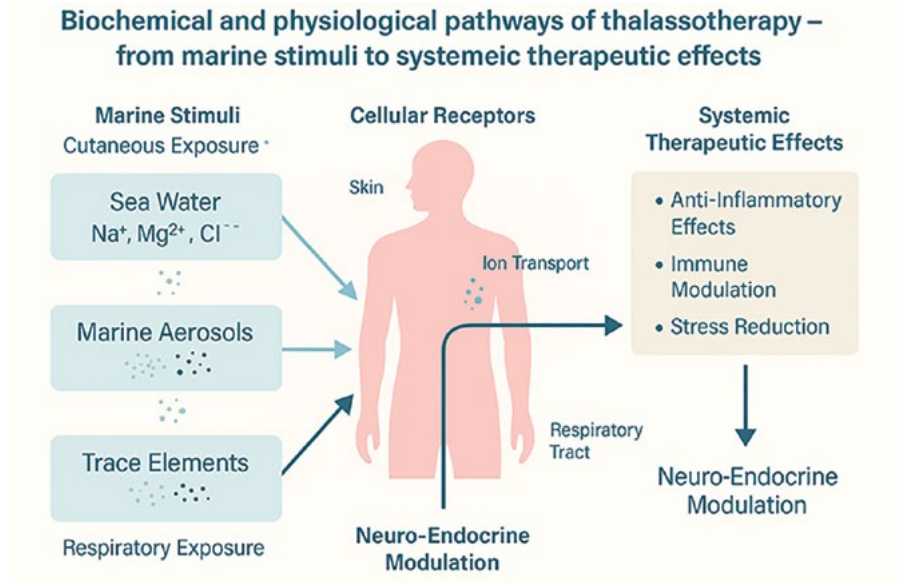 Biochemical and physiological pathways of thalassotherapy –
from marine stimuli to systemeic therapeutic effects
Marine Stimuli
Cutaneous Exposure
Sea Water
Na⁺, Mg²⁺, Cl⁻⁻
Marine Aerosols
Trace Elements
Respiratory Exposure
Cellular Receptors
Skin
Ion Transport
Respiratory
Tract
Neuro-Endocrine
Modulation
Systemic
Therapeutic Effects
• Anti-Inflammatory
Effects
• Immune
Modulation
• Stress Reduction
Neuro-Endocrine
Modulation